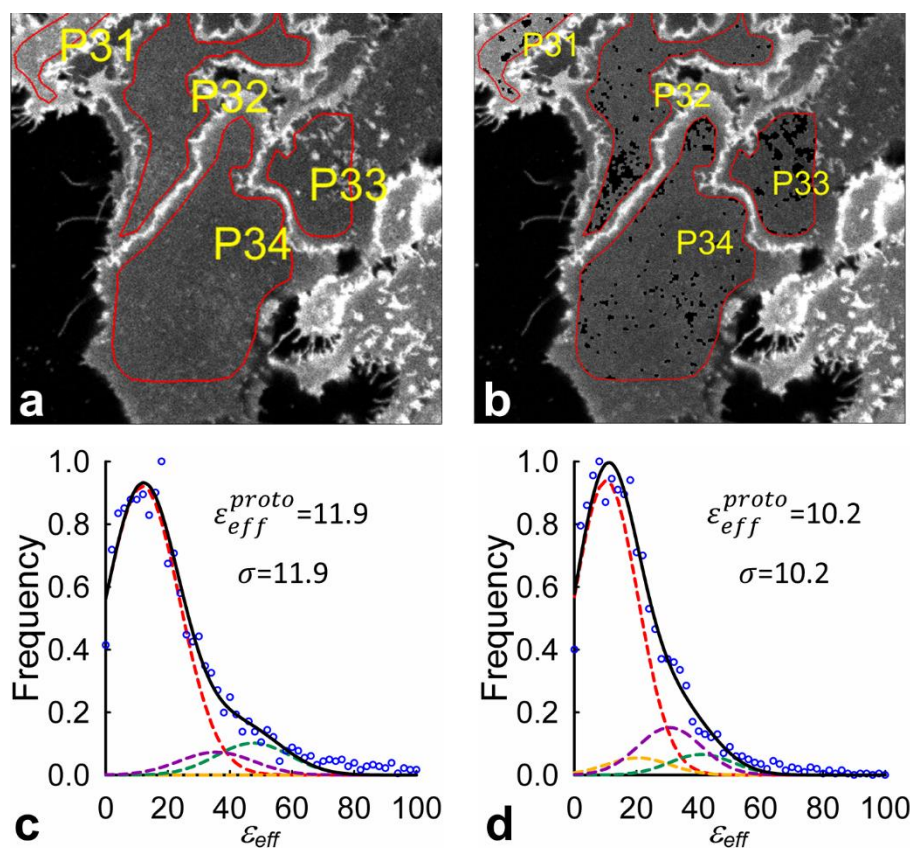 P31
P32
P33
P34
a
P31
P32
P33
P34
b
1.0
0.8
0.6
0.4
0.2
0.0
Frequency
ε_eff^proto=11.9
σ=11.9
0 20 40 60 80 100
ε_eff
c
1.0
0.8
0.6
0.4
0.2
0.0
Frequency
ε_eff^proto=10.2
σ=10.2
0 20 40 60 80 100
ε_eff
d